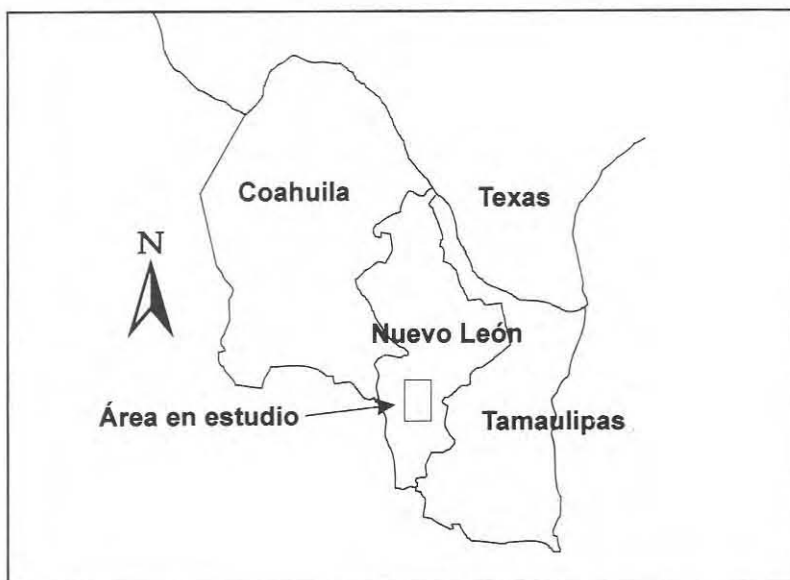 Coahuila
Texas
N
Nuevo León
Área en estudio
Tamaulipas